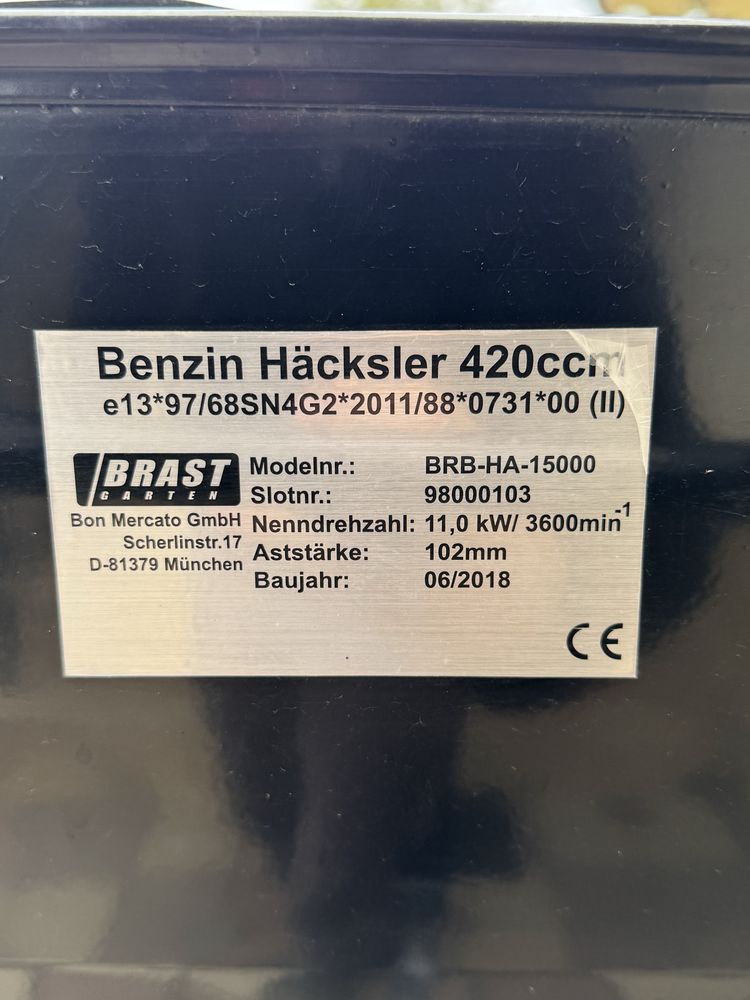 Benzin Häcksler 420ccm
e13*97/68SN4G2*2011/88*0731*00 (II)
BRAST
GARTEN
Bon Mercato GmbH
Scherlinstr.17
D-81379 München
Modelnr.: BRB-HA-15000
Slotnr.: 98000103
Nenndrehzahl: 11,0 kW/ 3600min-1
Aststärke: 102mm
Baujahr: 06/2018
CE